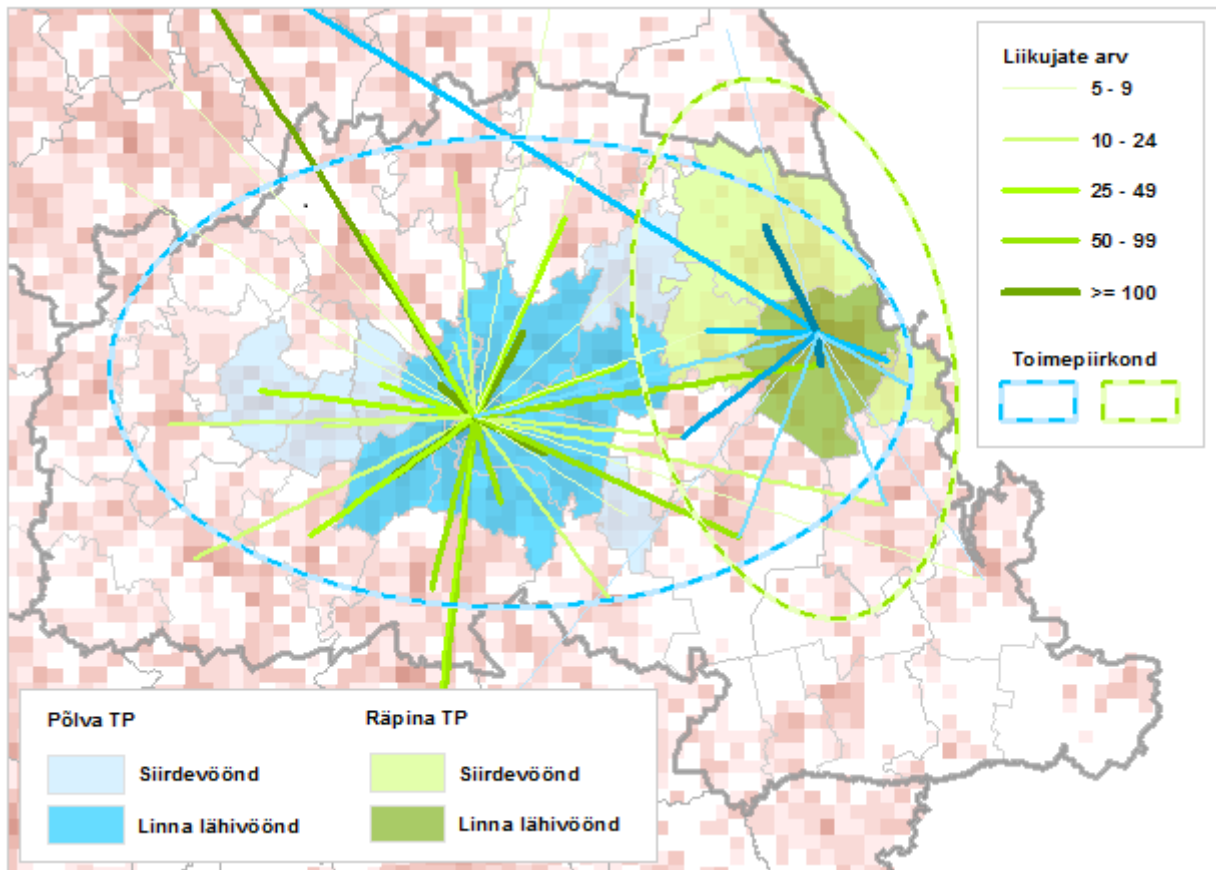 Liikujate arv
5 - 9
10 - 24
25 - 49
50 - 99
>= 100
Toimepiirkond
Põlva TP
Räpina TP
Siirdevöönd
Siirdevöönd
Linna lähivöönd
Linna lähivöönd